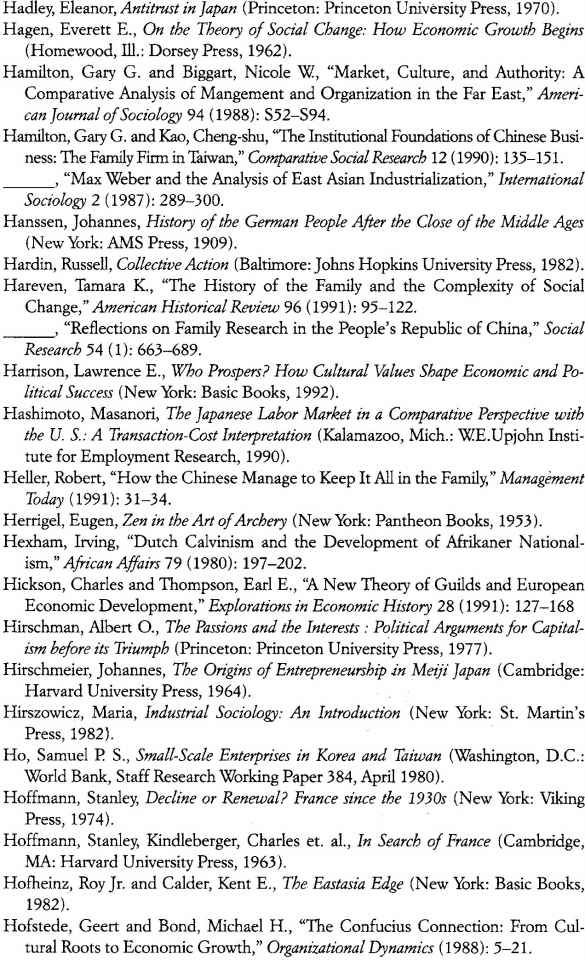 Hadley, Eleanor, Antitrust in Japan (Princeton: Princeton University Press, 1970).
Hagen, Everett E., On the Theory of Social Change: How Economic Growth Begins
(Homewood, Ill.: Dorsey Press, 1962).
Hamilton, Gary G. and Biggart, Nicole W., “Market, Culture, and Authority: A
Comparative Analysis of Mangement and Organization in the Far East,” Ameri-
can Journal of Sociology 94 (1988): S52–S94.
Hamilton, Gary G. and Kao, Cheng-shu, “The Institutional Foundations of Chinese Busi-
ness: The Family Firm in Taiwan,” Comparative Social Research 12 (1990): 135–151.
______, “Max Weber and the Analysis of East Asian Industrialization,” International
Sociology 2 (1987): 289–300.
Hanssen, Johannes, History of the German People After the Close of the Middle Ages
(New York: AMS Press, 1909).
Hardin, Russell, Collective Action (Baltimore: Johns Hopkins University Press, 1982).
Hareven, Tamara K., “The History of the Family and the Complexity of Social
Change,” American Historical Review 96 (1991): 95–122.
______, “Reflections on Family Research in the People’s Republic of China,” Social
Research 54 (1): 663–689.
Harrison, Lawrence E., Who Prospers? How Cultural Values Shape Economic and Po-
litical Success (New York: Basic Books, 1992).
Hashimoto, Masanori, The Japanese Labor Market in a Comparative Perspective with
the U. S.: A Transaction-Cost Interpretation (Kalamazoo, Mich.: W.E.Upjohn Insti-
tute for Employment Research, 1990).
Heller, Robert, “How the Chinese Manage to Keep It All in the Family,” Management
Today (1991): 31–34.
Herrigel, Eugen, Zen in the Art of Archery (New York: Pantheon Books, 1953).
Hexham, Irving, “Dutch Calvinism and the Development of Afrikaner National-
ism,” African Affairs 79 (1980): 197–202.
Hickson, Charles and Thompson, Earl E., “A New Theory of Guilds and European
Economic Development,” Explorations in Economic History 28 (1991): 127–168
Hirschman, Albert O., The Passions and the Interests : Political Arguments for Capital-
ism before its Triumph (Princeton: Princeton University Press, 1977).
Hirschmeier, Johannes, The Origins of Entrepreneurship in Meiji Japan (Cambridge:
Harvard University Press, 1964).
Hirszowicz, Maria, Industrial Sociology: An Introduction (New York: St. Martin’s
Press, 1982).
Ho, Samuel P. S., Small-Scale Enterprises in Korea and Taiwan (Washington, D.C.:
World Bank, Staff Research Working Paper 384, April 1980).
Hoffmann, Stanley, Decline or Renewal? France since the 1930s (New York: Viking
Press, 1974).
Hoffmann, Stanley, Kindleberger, Charles et. al., In Search of France (Cambridge,
MA: Harvard University Press, 1963).
Hofheinz, Roy Jr. and Calder, Kent E., The Eastasia Edge (New York: Basic Books,
1982).
Hofstede, Geert and Bond, Michael H., “The Confucius Connection: From Cul-
tural Roots to Economic Growth,” Organizational Dynamics (1988): 5–21.